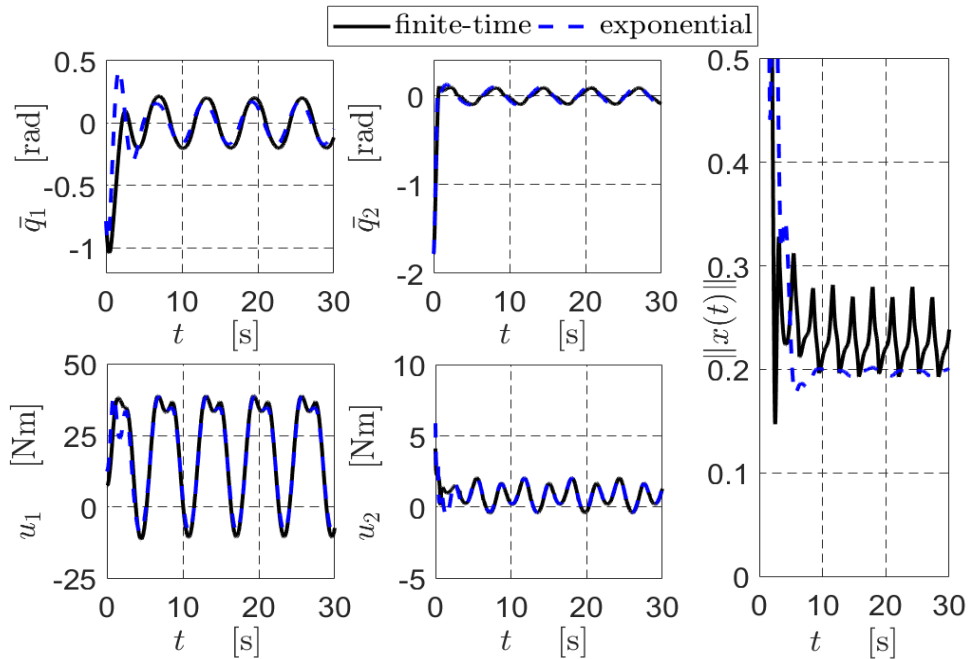 finite-time exponential
0.5
0
-0.5
-1
q̄₁ [rad]
0 10 20 30
t [s]
0
-1
-2
q̄₂ [rad]
0 10 20 30
t [s]
50
25
0
-25
u₁ [Nm]
0 10 20 30
t [s]
10
5
0
-5
u₂ [Nm]
0 10 20 30
t [s]
0.5
0.4
0.3
0.2
0.1
0
||x(t)||
0 10 20 30
t [s]